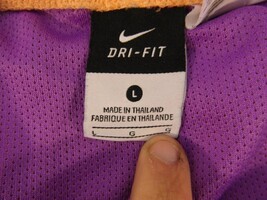 DRI-FIT
L
MADE IN THAILAND
FABRIQUÉ EN THAÏLANDE
L G G